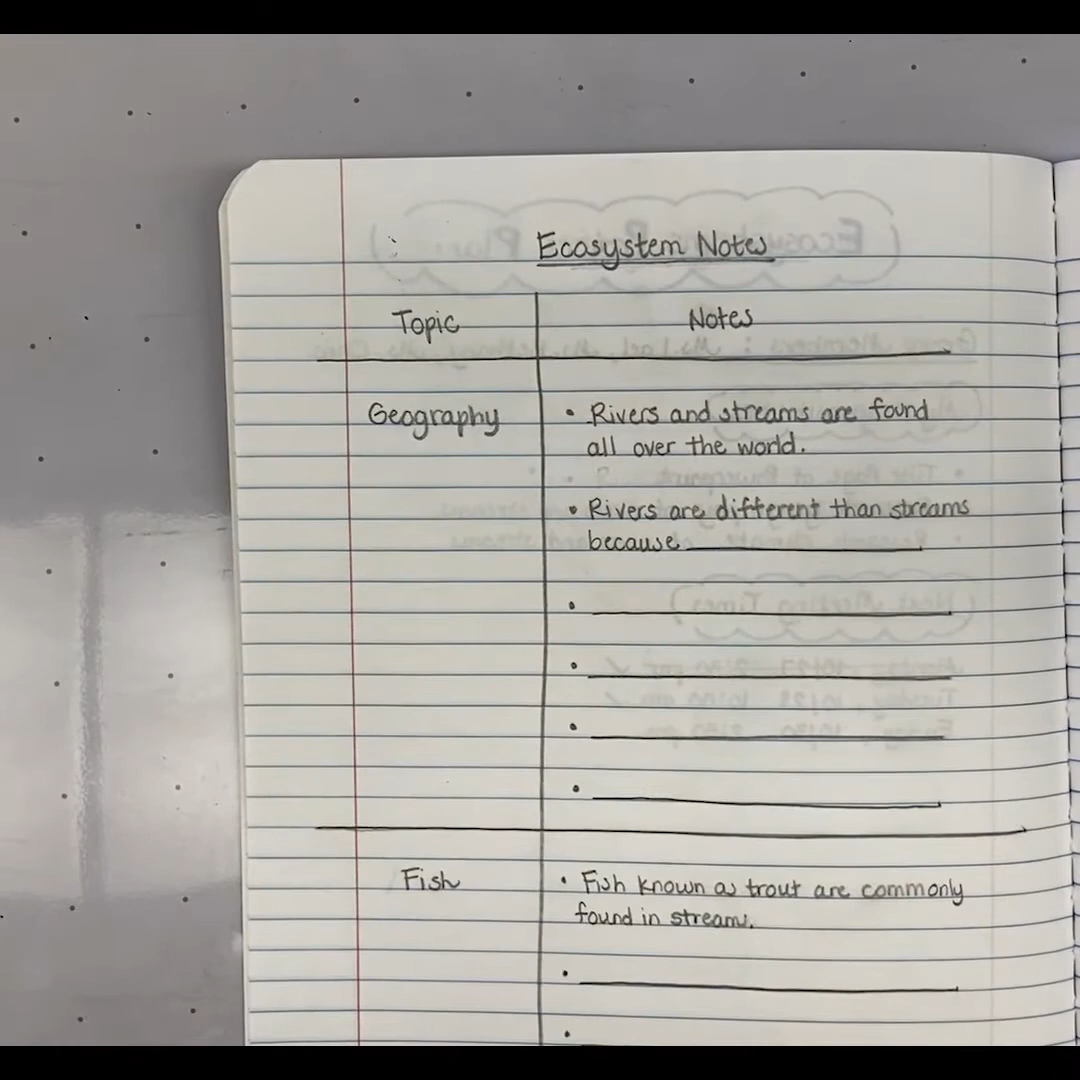 Ecosystem Notes
Topic
Notes
Geography
• Rivers and streams are found
all over the world.
• Rivers are different than streams
because
•
•
•
•
Fish
• Fish known as trout are commonly
found in streams.
•
•